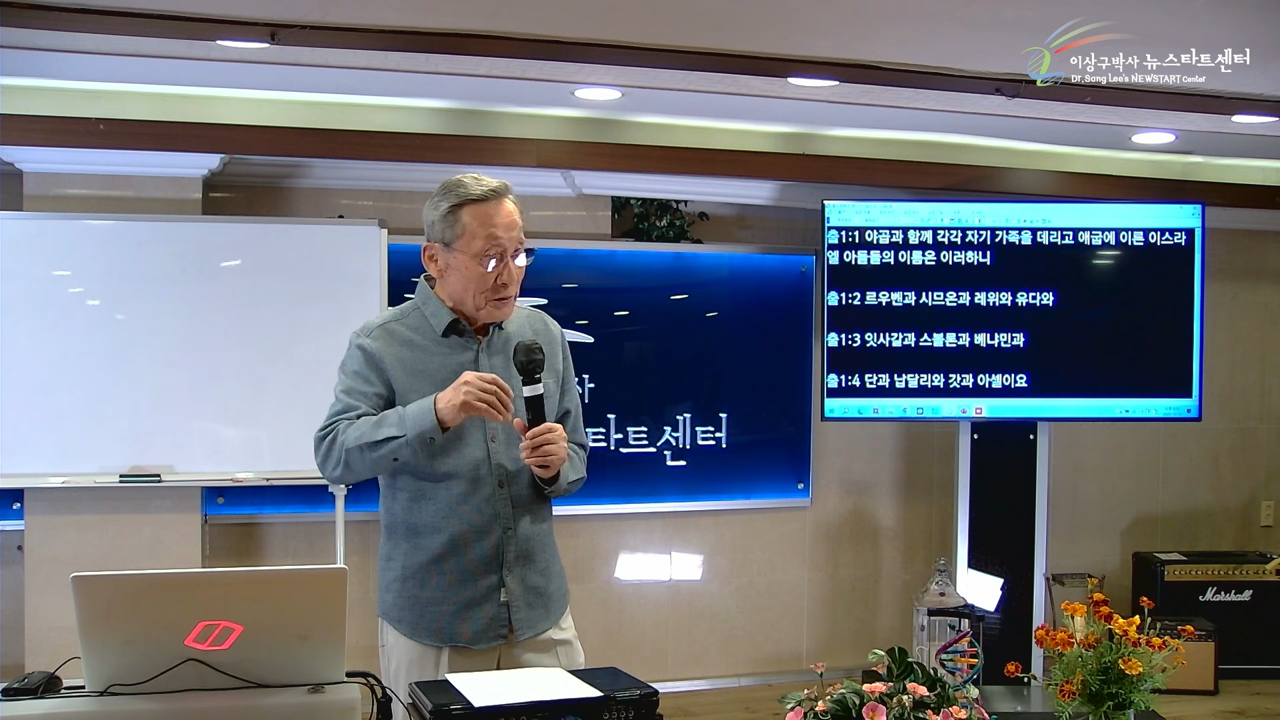 이상구박사 뉴스타트센터
Dr. Sang Lee's NEWSTART Center
출1:1 야곱과 함께 각각 자기 가족을 데리고 애굽에 이른 이스라
엘 아들들의 이름은 이러하니
출1:2 르우벤과 시므온과 레위와 유다와
출1:3 잇사갈과 스불론과 베냐민과
출1:4 단과 납달리와 갓과 아셀이요
사
스타트센터
Marshall